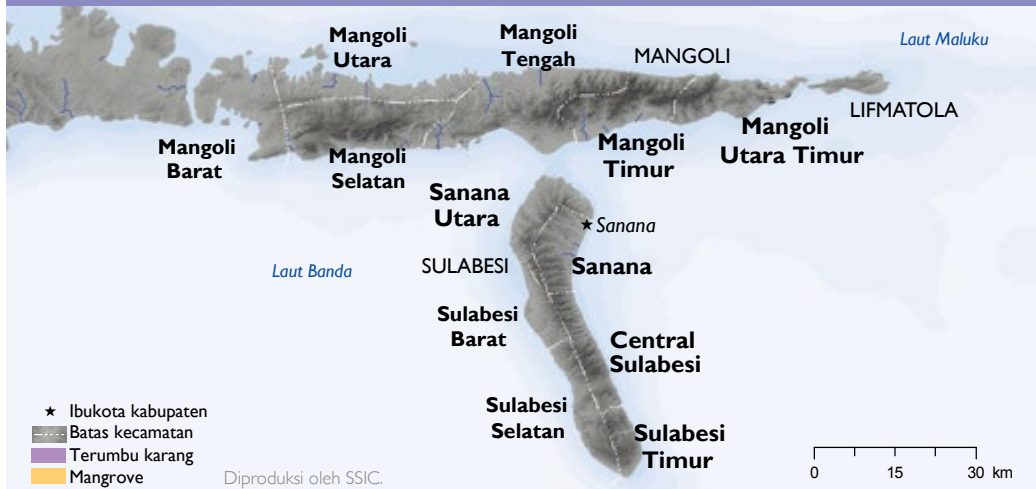 Mangoli
Utara
Mangoli
Tengah
MANGOLI
Laut Maluku
LIFMATOLA
Mangoli
Barat
Mangoli
Selatan
Mangoli
Timur
Mangoli
Utara Timur
Sanana
Utara
Sanana
Laut Banda
SULABESI
Sanana
Sulabesi
Barat
Central
Sulabesi
Sulabesi
Selatan
Sulabesi
Timur
Ibukota kabupaten
Batas kecamatan
Terumbu karang
Mangrove
Diproduksi oleh SSIC.
0 15 30 km